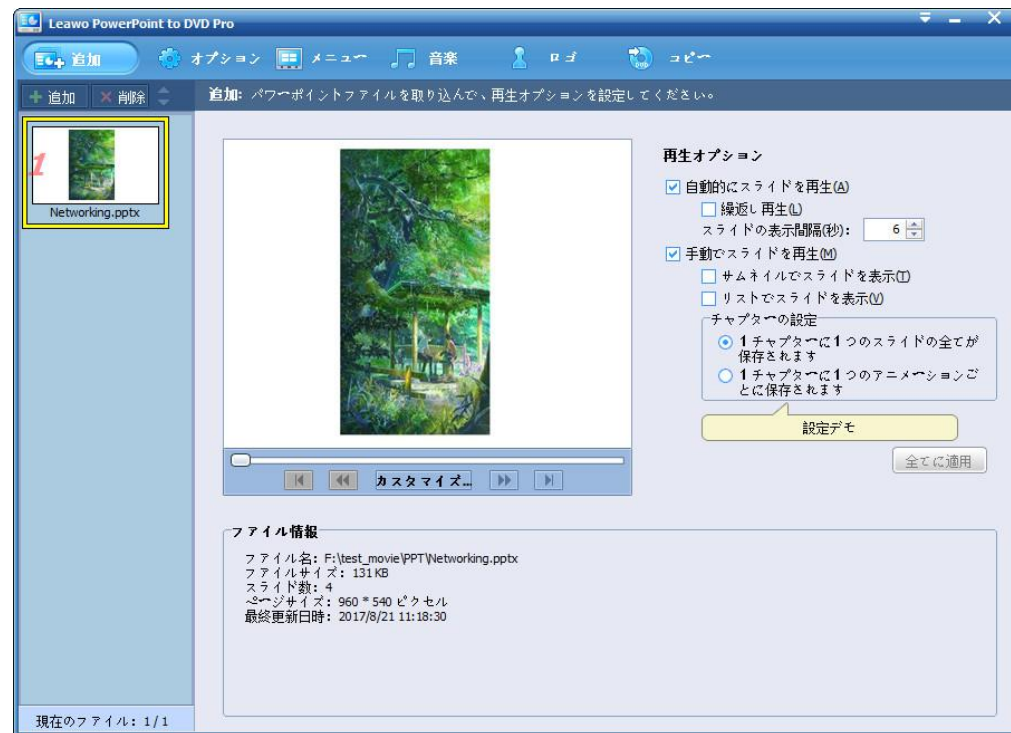 Leawo PowerPoint to DVD Pro
追加 オプション メニュー 音楽 ロゴ コピー
追加 削除
追加: パワーポイントファイルを取り込んで、再生オプションを設定してください。
1
Networking.pptx
再生オプション
自動的にスライドを再生(A)
繰返し再生(L)
スライドの表示間隔(秒): 6
手動でスライドを再生(M)
サムネイルでスライドを表示(T)
リストでスライドを表示(V)
チャプターの設定
1チャプターに1つのスライドの全てが
保存されます
1チャプターに1つのアニメーションご
とに保存されます
設定デモ
全てに適用
カスタマイズ...
ファイル情報
ファイル名: F:\test_movie\PPT\Networking.pptx
ファイルサイズ: 131 KB
スライド数: 4
ページサイズ: 960 * 540 ピクセル
最終更新日時: 2017/8/21 11:18:30
現在のファイル: 1/1